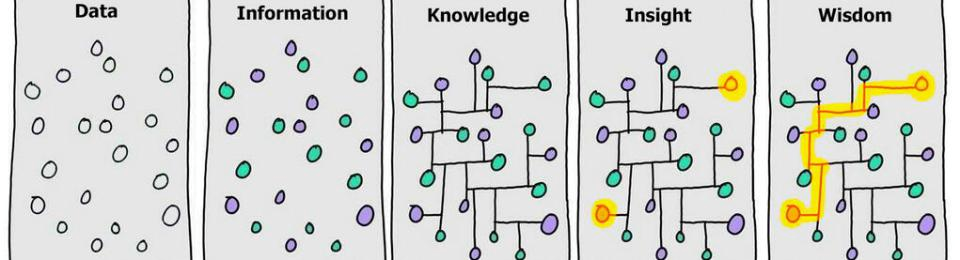 Data
Information
Knowledge
Insight
Wisdom